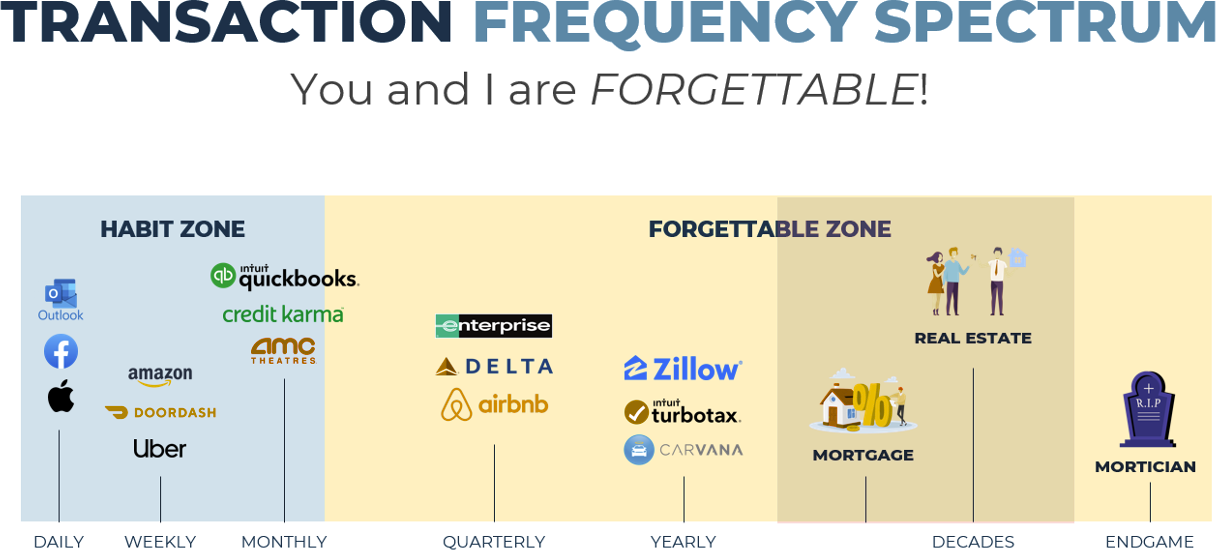 TRANSACTION FREQUENCY SPECTRUM
You and I are FORGETTABLE!
HABIT ZONE
FORGETTABLE ZONE
Outlook
amazon
DOORDASH
Uber
intuit
quickbooks.
credit karma
amc
THEATRES
enterprise
DELTA
airbnb
Zillow
intuit
turbotax.
CARVANA
%
MORTGAGE
REAL ESTATE
R.I.P
MORTICIAN
DAILY
WEEKLY
MONTHLY
QUARTERLY
YEARLY
DECADES
ENDGAME